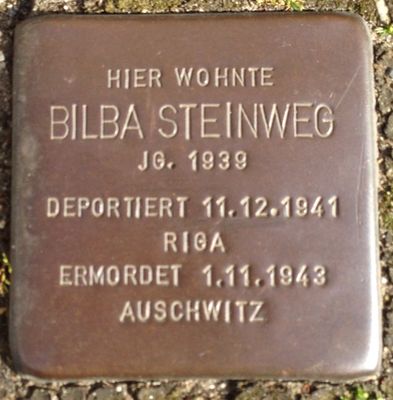 HIER WOHNTE
BILBA STEINWEG
JG. 1939
DEPORTIERT 11.12.1941
RIGA
ERMORDET 1.11.1943
AUSCHWITZ